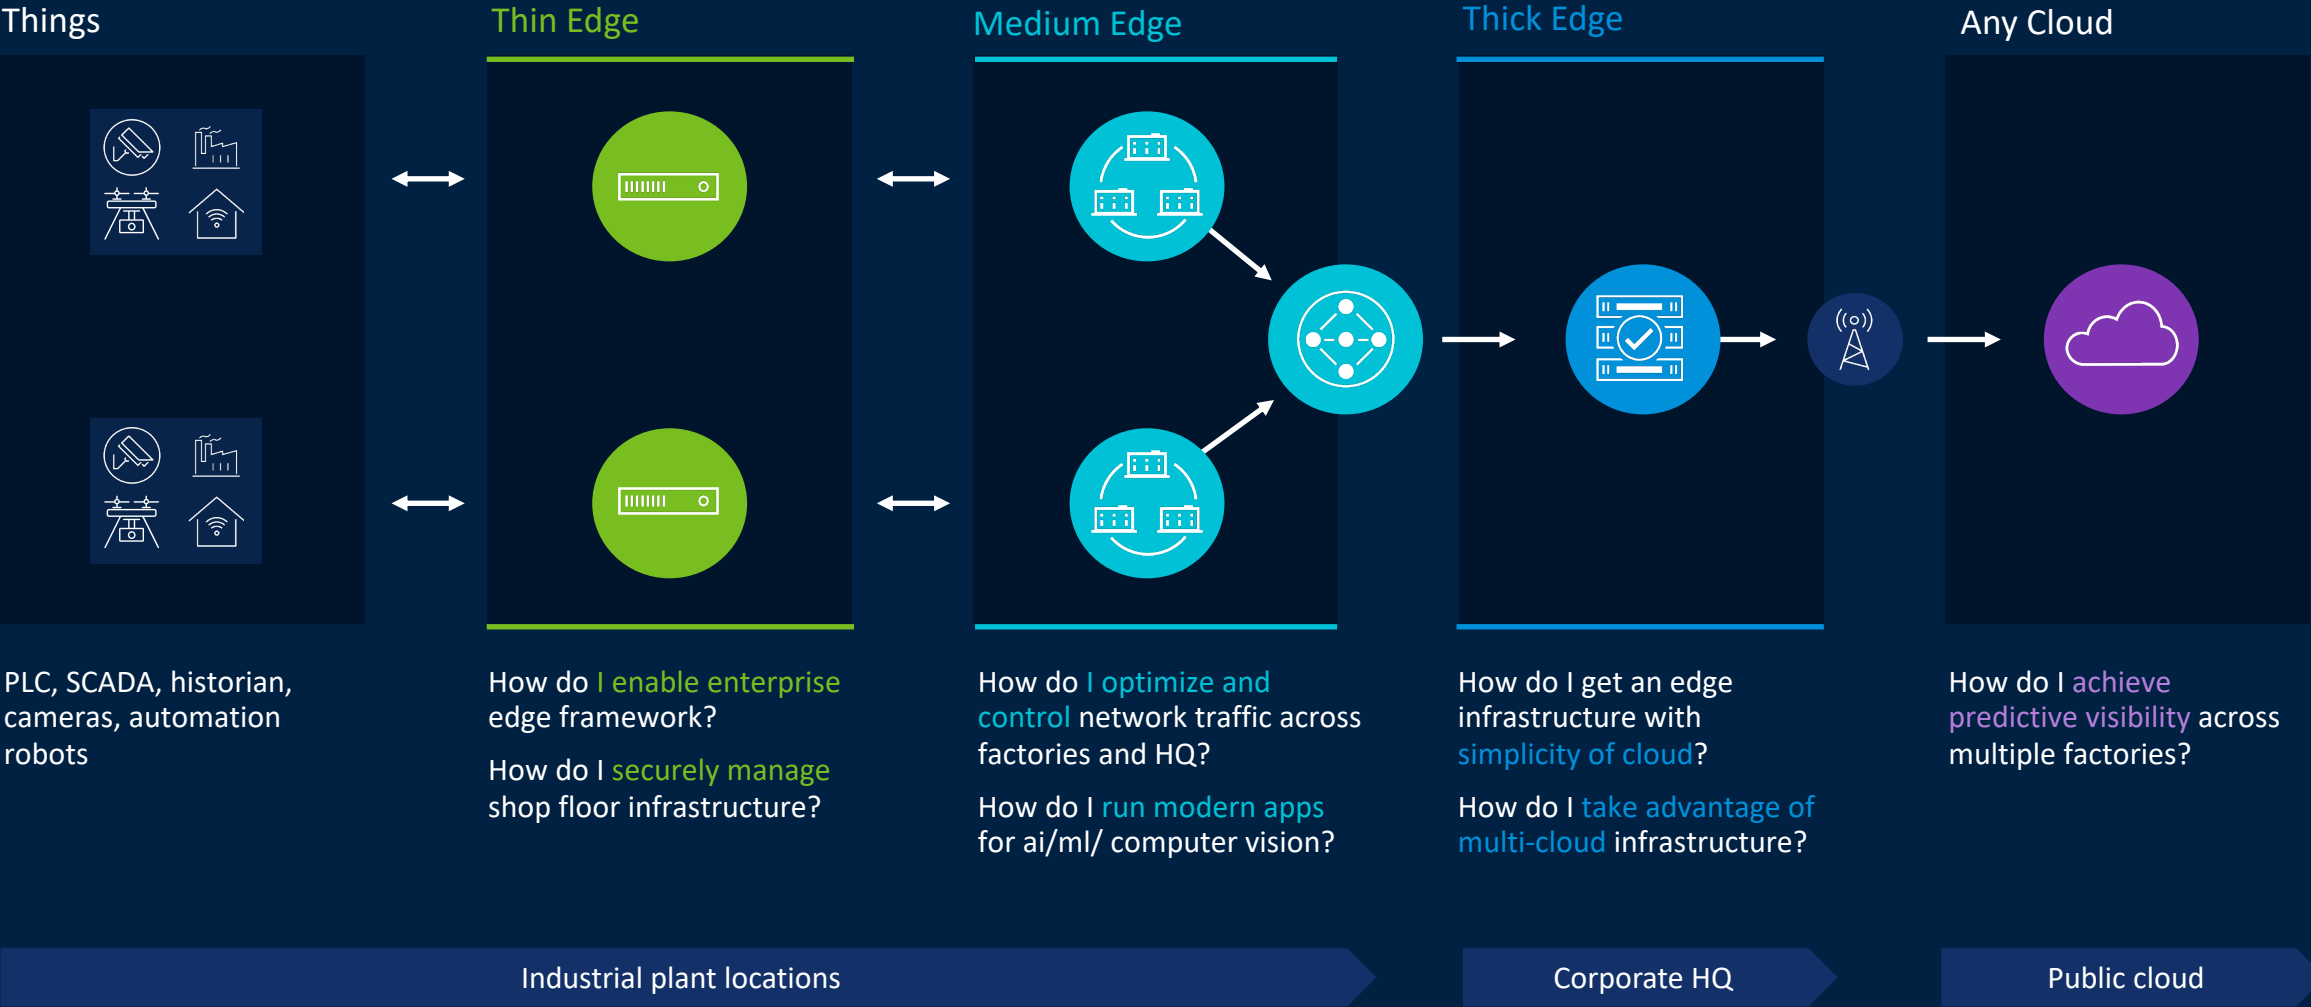 Things
Thin Edge
Medium Edge
Thick Edge
Any Cloud
PLC, SCADA, historian,
cameras, automation
robots
How do I enable enterprise
edge framework?
How do I securely manage
shop floor infrastructure?
How do I optimize and
control network traffic across
factories and HQ?
How do I run modern apps
for ai/ml/ computer vision?
How do I get an edge
infrastructure with
simplicity of cloud?
How do I take advantage of
multi-cloud infrastructure?
How do I achieve
predictive visibility across
multiple factories?
Industrial plant locations
Corporate HQ
Public cloud